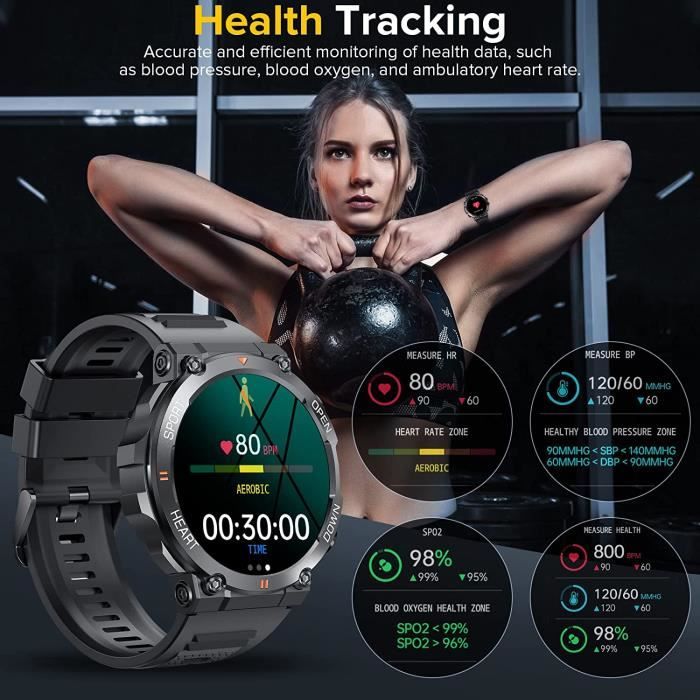 Health Tracking
Accurate and efficient monitoring of health data, such
as blood pressure, blood oxygen, and ambulatory heart rate.
SPORT
OPEN
80 BPM
AEROBIC
00:30:00
TIME
HEART
DOWN
MEASURE HR
80 BPM
▲90 ▼60
HEART RATE ZONE
AEROBIC
MEASURE BP
120/60 MMHG
▲120 ▼60
HEALTHY BLOOD PRESSURE ZONE
90MMHG < SBP < 140MMHG
60MMHG < DBP < 90MMHG
SPO2
98%
▲99% ▼95%
BLOOD OXYGEN HEALTH ZONE
SPO2 < 99%
SPO2 > 96%
MEASURE HEALTH
800 BPM
▲90 ▼60
120/60 MMHG
▲120 ▼60
98%
▲99% ▼95%